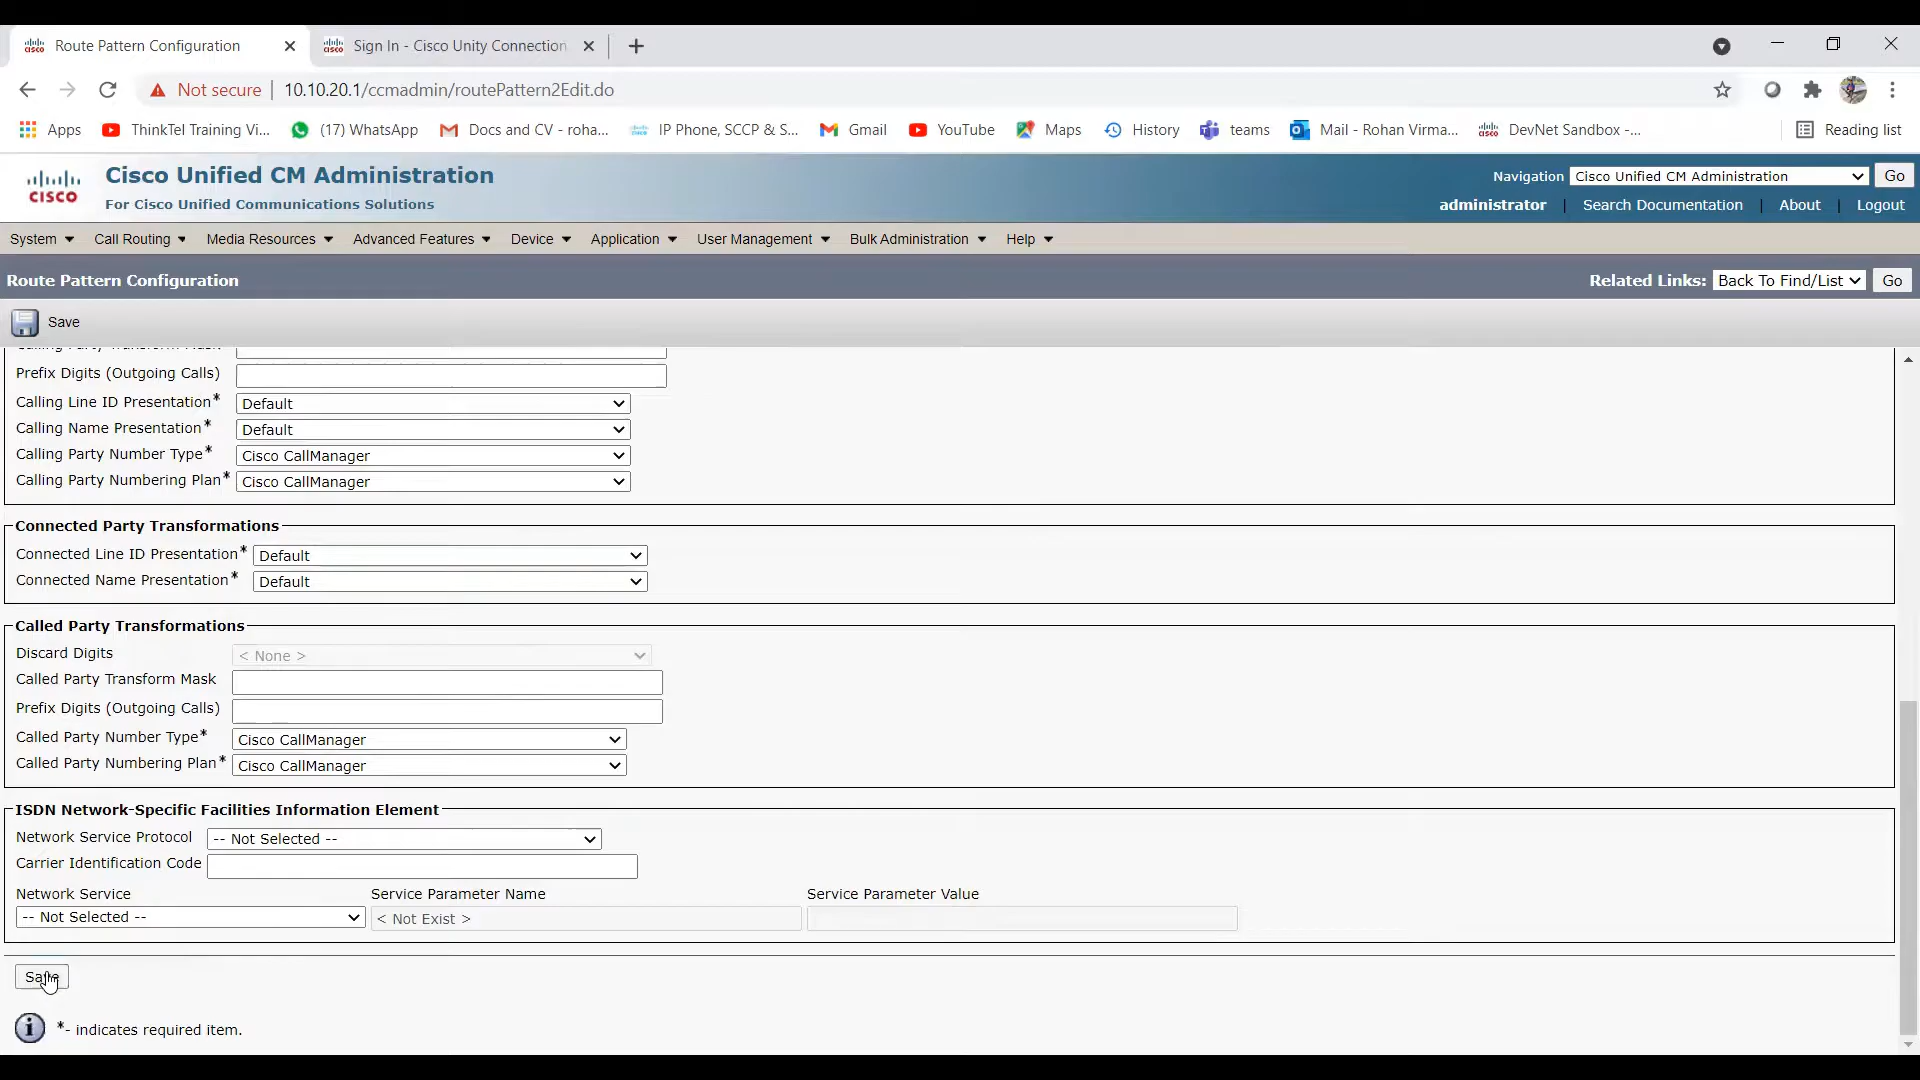 Route Pattern Configuration
Sign In - Cisco Unity Connection
Not secure
10.10.20.1/ccmadmin/routePattern2Edit.do
Apps
ThinkTel Training Vi...
(17) WhatsApp
Docs and CV - roha...
IP Phone, SCCP & S...
Gmail
YouTube
Maps
History
teams
Mail - Rohan Virma...
DevNet Sandbox -...
Reading list
CISCO
Cisco Unified CM Administration
For Cisco Unified Communications Solutions
Navigation Cisco Unified CM Administration Go
administrator | Search Documentation | About | Logout
System Call Routing Media Resources Advanced Features Device Application User Management Bulk Administration Help
Route Pattern Configuration
Related Links: Back To Find/List Go
Save
Calling Party Transform Mask
Prefix Digits (Outgoing Calls)
Calling Line ID Presentation* Default
Calling Name Presentation* Default
Calling Party Number Type* Cisco CallManager
Calling Party Numbering Plan* Cisco CallManager
Connected Party Transformations
Connected Line ID Presentation* Default
Connected Name Presentation* Default
Called Party Transformations
Discard Digits < None >
Called Party Transform Mask
Prefix Digits (Outgoing Calls)
Called Party Number Type* Cisco CallManager
Called Party Numbering Plan* Cisco CallManager
ISDN Network-Specific Facilities Information Element
Network Service Protocol -- Not Selected --
Carrier Identification Code
Network Service Service Parameter Name Service Parameter Value
-- Not Selected -- < Not Exist >
Save
*- indicates required item.